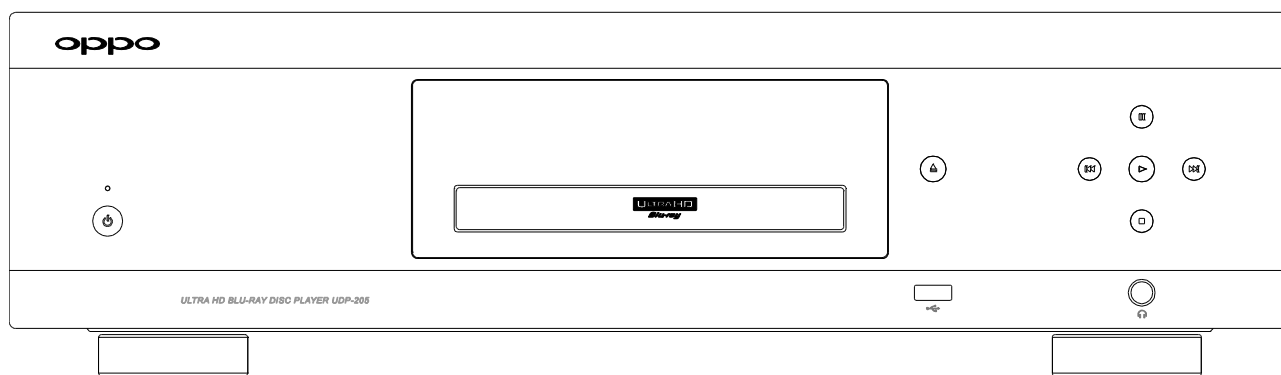 oppo
ULTRA HD
Blu-ray
ULTRA HD BLU-RAY DISC PLAYER UDP-205